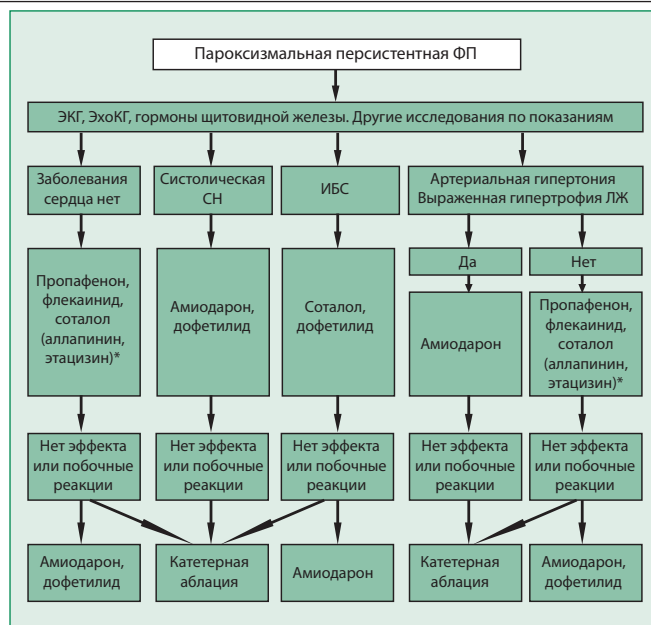 Пароксизмальная персистентная ФП
ЭКГ, ЭхоКГ, гормоны щитовидной железы. Другие исследования по показаниям
Заболевания
сердца нет
Систолическая
СН
ИБС
Артериальная гипертония
Выраженная гипертрофия ЛЖ
Да
Нет
Пропафенон,
флекаинид,
соталол
(аллапинин,
этацизин)*
Амиодарон,
дофетилид
Соталол,
дофетилид
Амиодарон
Пропафенон,
флекаинид,
соталол
(аллапинин,
этацизин)*
Нет эффекта
или побочные
реакции
Нет эффекта
или побочные
реакции
Нет эффекта
или побочные
реакции
Нет эффекта
или побочные
реакции
Нет эффекта
или побочные
реакции
Амиодарон,
дофетилид
Катетерная
аблация
Амиодарон
Катетерная
аблация
Амиодарон,
дофетилид